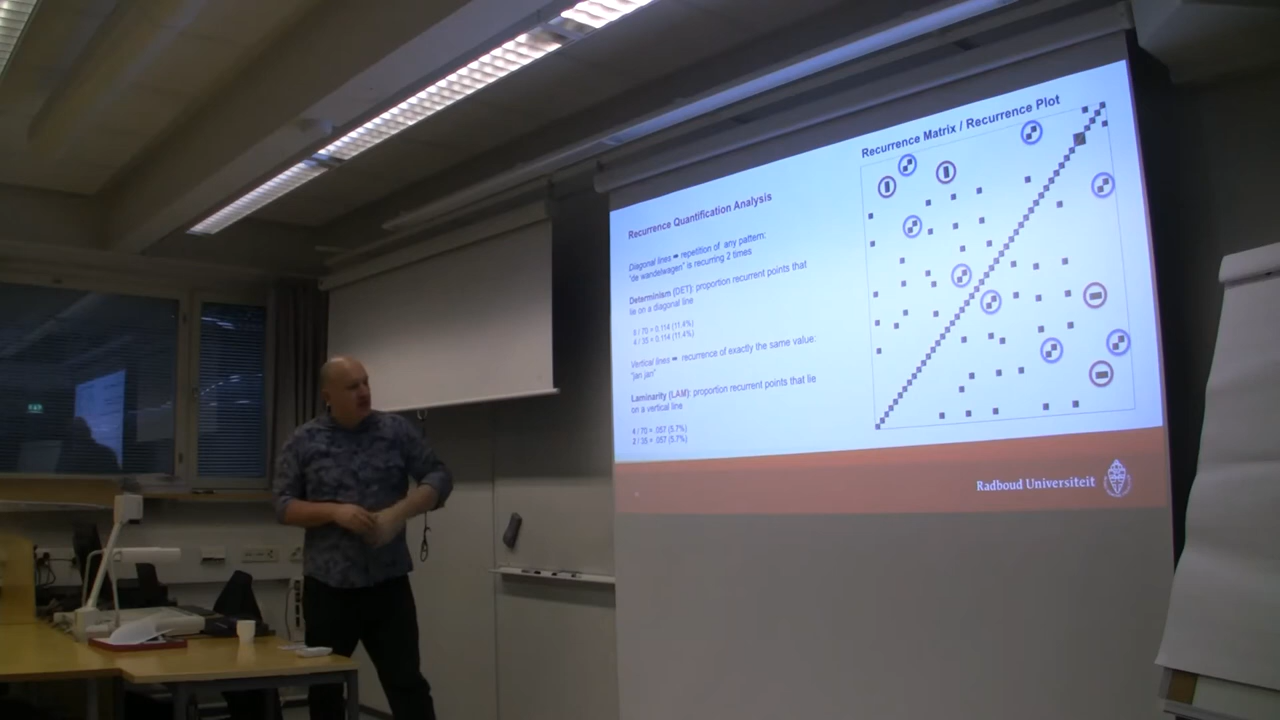 Recurrence Matrix / Recurrence Plot
Recurrence Quantification Analysis
Diagonal lines = repetition of any pattern:
"de wandelwagen" is recurring 2 times
Determinism (DET): proportion recurrent points that
lie on a diagonal line
8 / 70 = 0.114 (11.4%)
4 / 35 = 0.114 (11.4%)
Vertical lines = recurrence of exactly the same value:
"jan jan"
Laminarity (LAM): proportion recurrent points that lie
on a vertical line
4 / 70 = .057 (5.7%)
2 / 35 = .057 (5.7%)
Radboud Universiteit